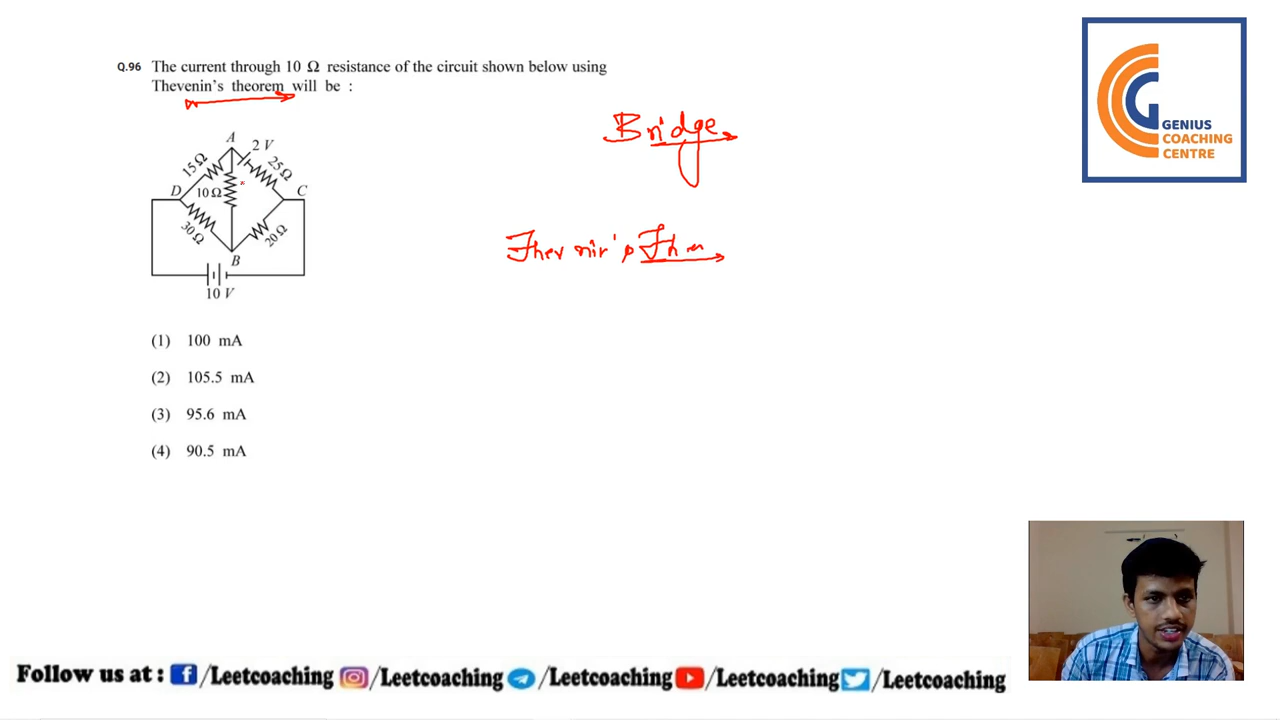 Q.96 The current through 10 Ω resistance of the circuit shown below using
Thevenin's theorem will be :
Bridge
GENIUS
COACHING
CENTRE
A
2 V
15Ω
25Ω
D
10Ω
C
30Ω
20Ω
B
10 V
Thevnin's Thm
(1) 100 mA
(2) 105.5 mA
(3) 95.6 mA
(4) 90.5 mA
Follow us at : f /Leetcoaching /Leetcoaching /Leetcoaching /Leetcoaching /Leetcoaching